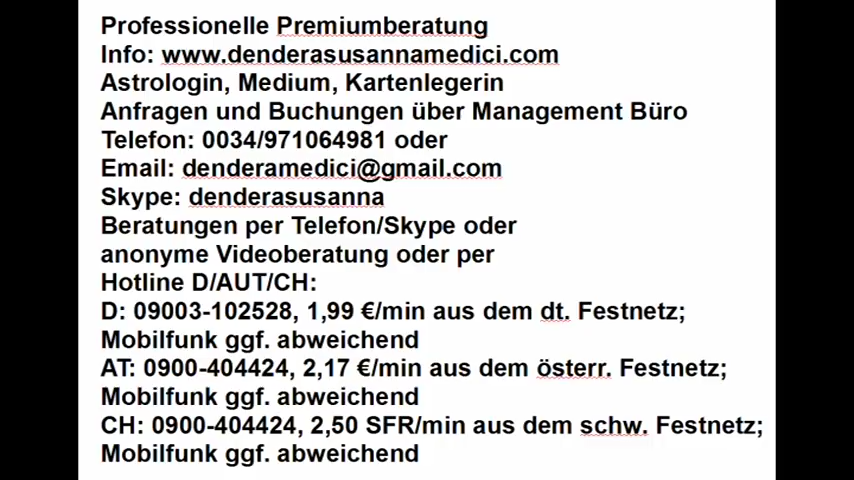 Professionelle Premiumberatung
Info: www.denderasusannamedici.com
Astrologin, Medium, Kartenlegerin
Anfragen und Buchungen über Management Büro
Telefon: 0034/971064981 oder
Email: denderamedici@gmail.com
Skype: denderasusanna
Beratungen per Telefon/Skype oder
anonyme Videoberatung oder per
Hotline D/AUT/CH:
D: 09003-102528, 1,99 €/min aus dem dt. Festnetz;
Mobilfunk ggf. abweichend
AT: 0900-404424, 2,17 €/min aus dem österr. Festnetz;
Mobilfunk ggf. abweichend
CH: 0900-404424, 2,50 SFR/min aus dem schw. Festnetz;
Mobilfunk ggf. abweichend